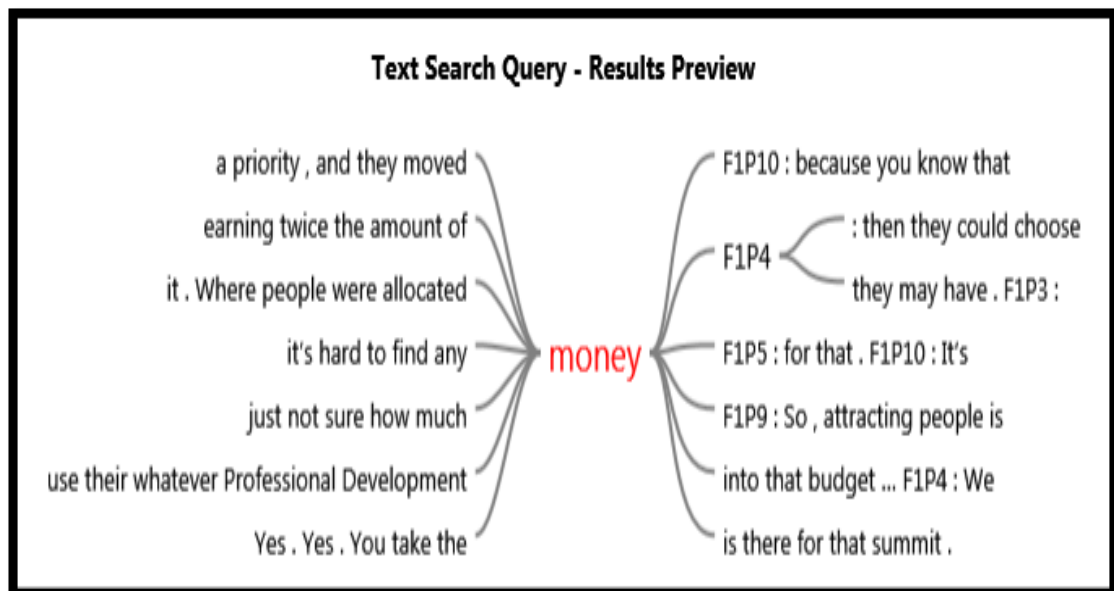 Text Search Query - Results Preview
a priority , and they moved
earning twice the amount of
it . Where people were allocated
it's hard to find any
just not sure how much
use their whatever Professional Development
Yes . Yes . You take the
money
F1P10 : because you know that
F1P4
: then they could choose
they may have . F1P3 :
F1P5 : for that . F1P10 : It's
F1P9 : So , attracting people is
into that budget ... F1P4 : We
is there for that summit .